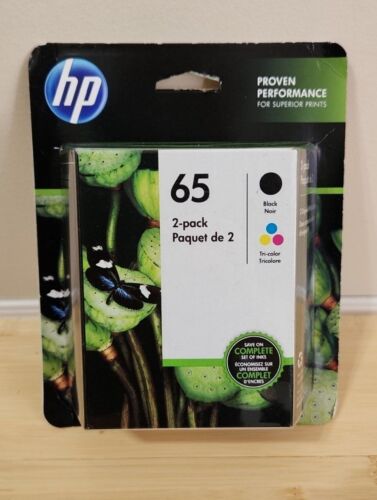 hp
PROVEN
PERFORMANCE
FOR SUPERIOR PRINTS
65
2-pack
Paquet de 2
Black
Noir
Tri-color
Tricolore
SAVE ON
COMPLETE
SET OF INKS
ÉCONOMISEZ SUR
UN ENSEMBLE
COMPLET
D'ENCRES